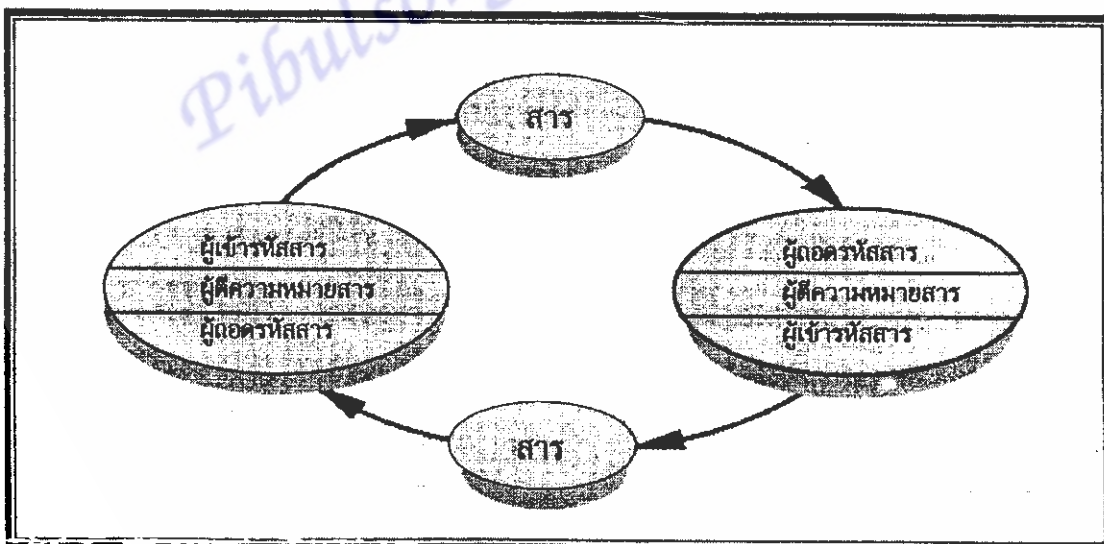 Pibulsong
สาร
ผู้เข้ารหัสสาร
ผู้ตีความหมายสาร
ผู้ถอดรหัสสาร
ผู้ถอดรหัสสาร
ผู้ตีความหมายสาร
ผู้เข้ารหัสสาร
สาร